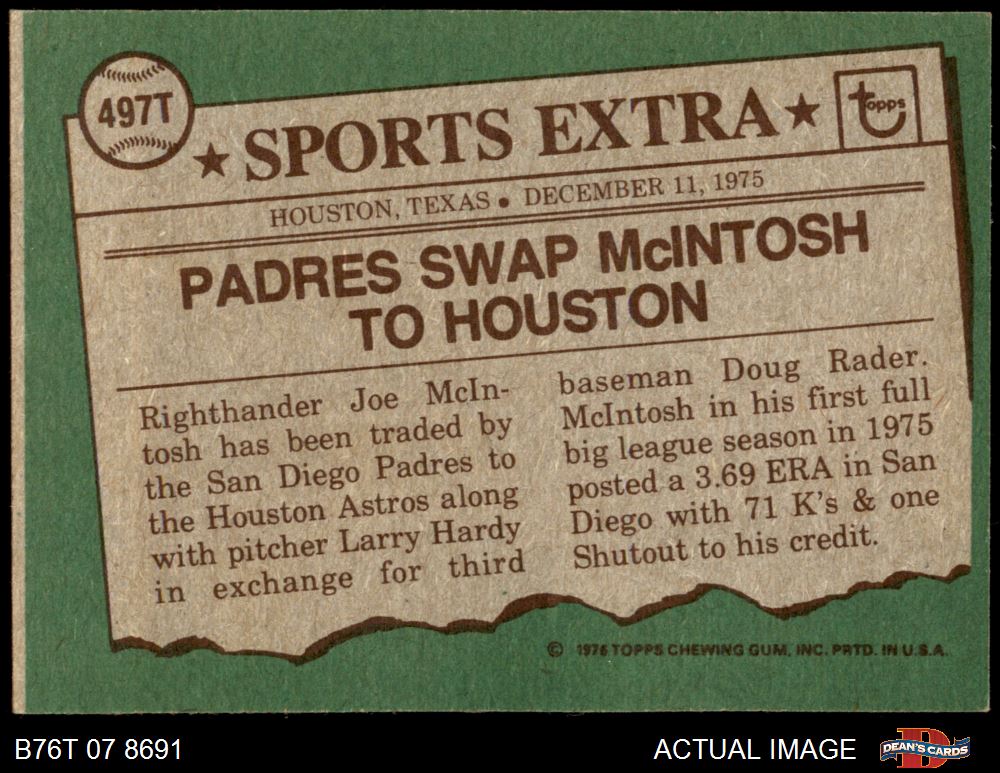 497T
★ SPORTS EXTRA ★
topps
HOUSTON, TEXAS • DECEMBER 11, 1975
PADRES SWAP McINTOSH
TO HOUSTON
Righthander Joe McIn-
tosh has been traded by
the San Diego Padres to
the Houston Astros along
with pitcher Larry Hardy
in exchange for third
baseman Doug Rader.
McIntosh in his first full
big league season in 1975
posted a 3.69 ERA in San
Diego with 71 K's & one
Shutout to his credit.
© 1976 TOPPS CHEWING GUM, INC. PRTD. IN U.S.A.
B76T 07 8691
ACTUAL IMAGE
DEAN'S CARDS